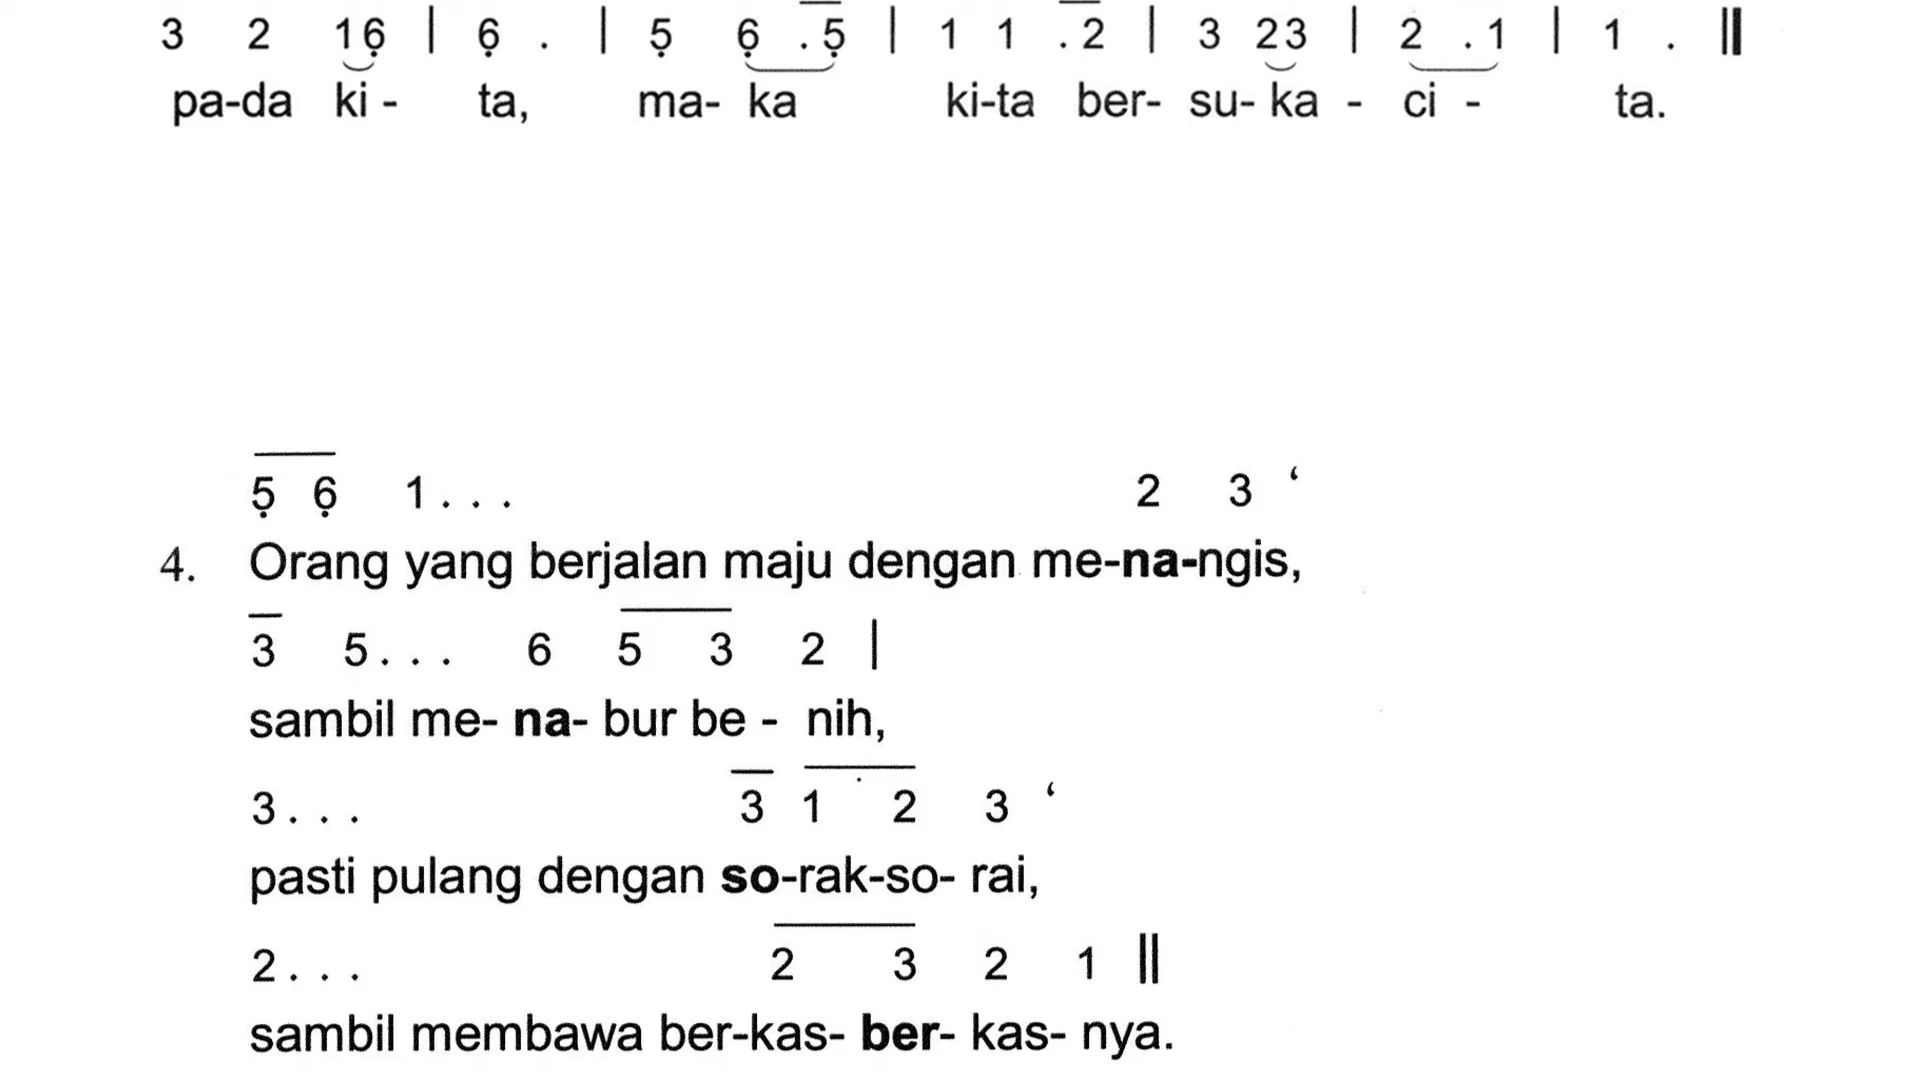 3 2 16̣ | 6̣ . | 5̣ 6̣ .5̣ | 1 1 .2 | 3 23 | 2 .1 | 1 . ||
pa-da ki - ta, ma- ka ki-ta ber- su- ka - ci - ta.
5̣ 6̣ 1 . . . 2 3 ‘
4. Orang yang berjalan maju dengan me-na-ngis,
3 5 . . . 6 5 3 2 |
sambil me- na- bur be - nih,
3 . . . 3 1 2 3 ‘
pasti pulang dengan so-rak-so- rai,
2 . . . 2 3 2 1 ||
sambil membawa ber-kas- ber- kas- nya.